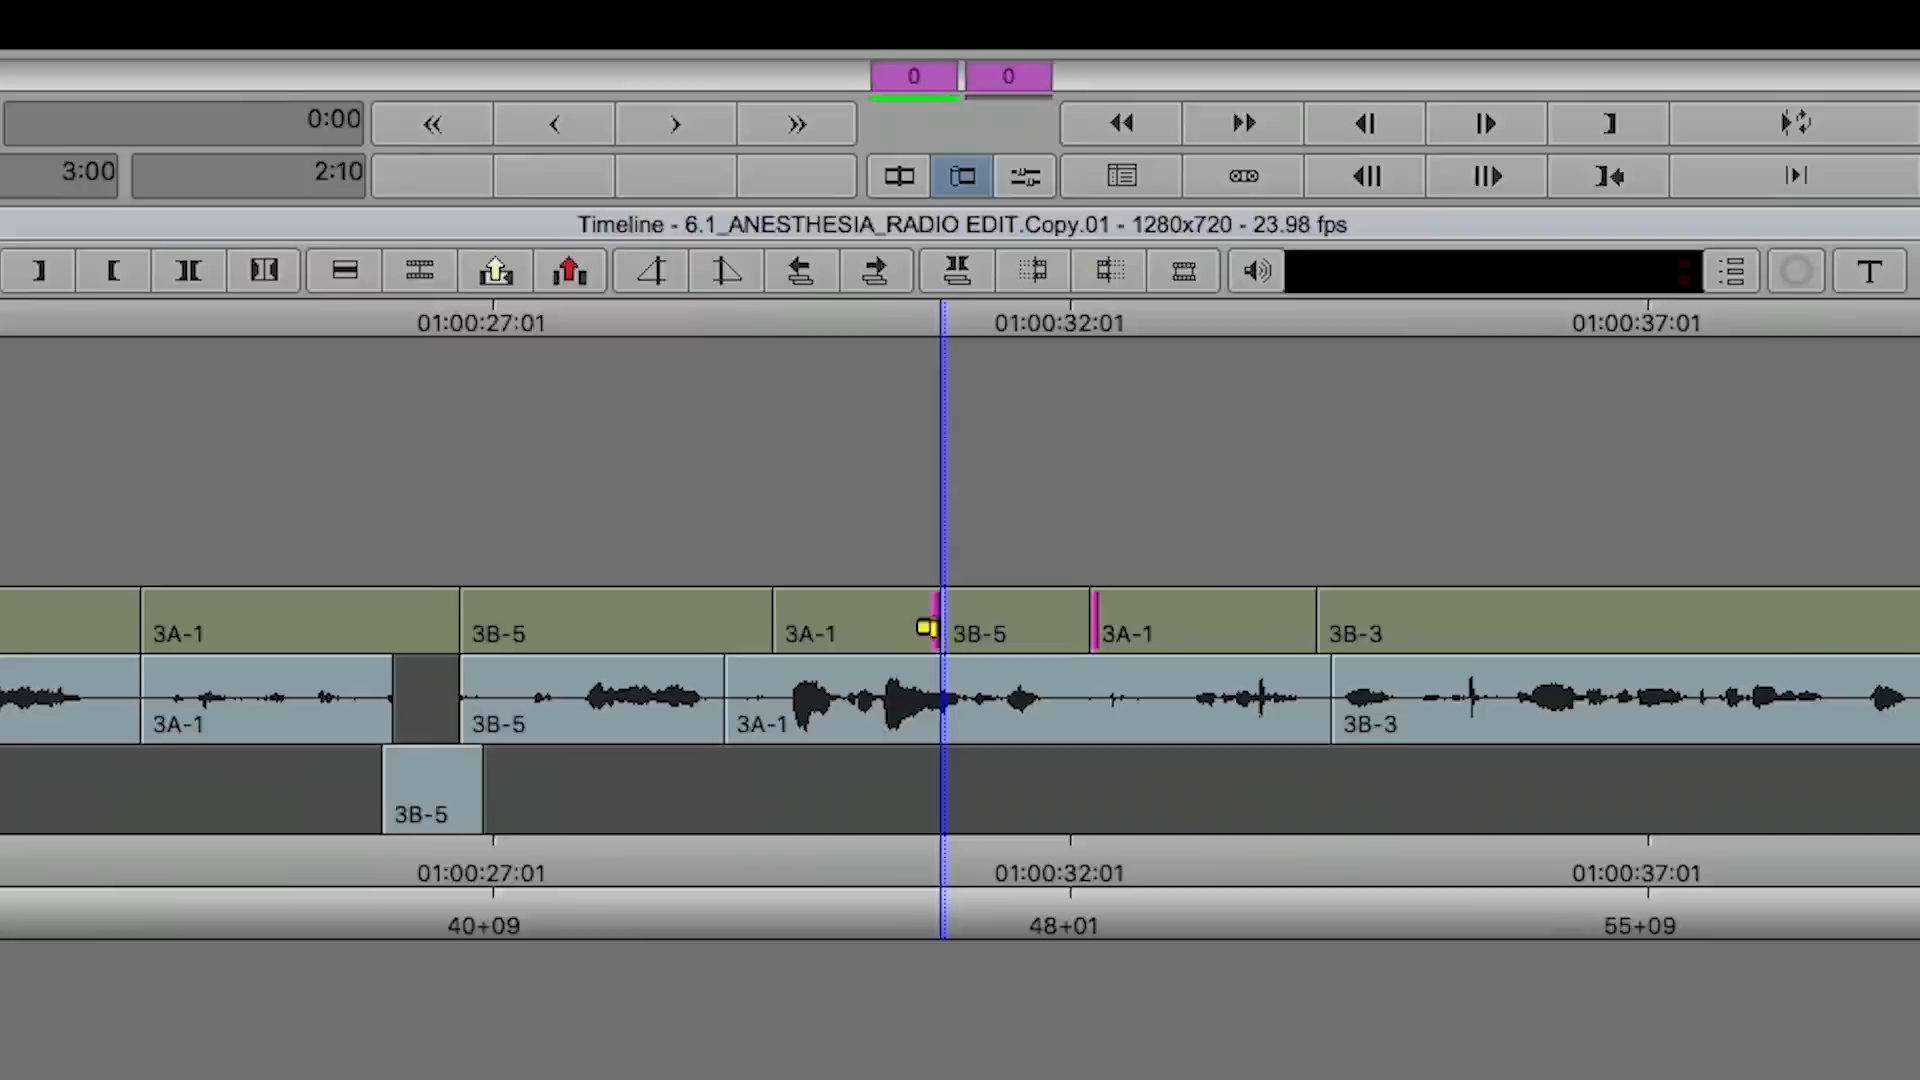 0 0
0:00
3:00 2:10
Timeline - 6.1_ANESTHESIA_RADIO EDIT.Copy.01 - 1280x720 - 23.98 fps
T
01:00:27:01 01:00:32:01 01:00:37:01
3A-1 3B-5 3A-1 3B-5 3A-1 3B-3
3A-1 3B-5 3A-1 3B-3
3B-5
01:00:27:01 01:00:32:01 01:00:37:01
40+09 48+01 55+09